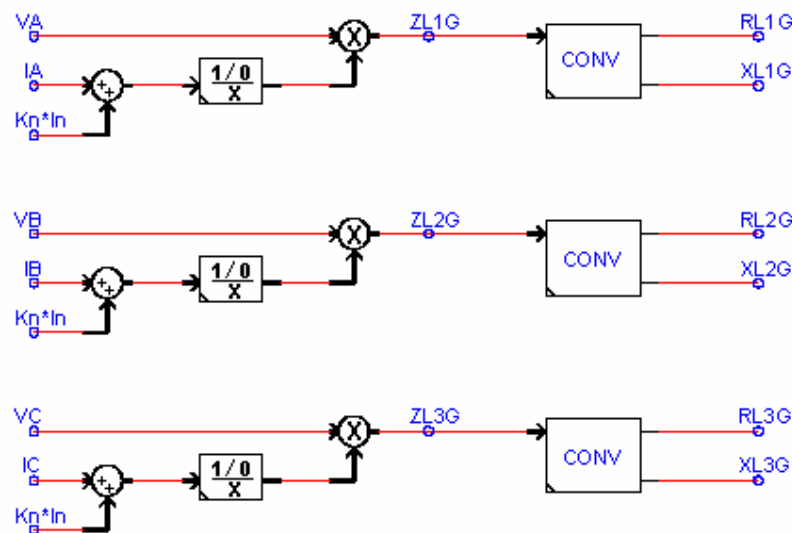 VA ZL1G RL1G
X
CONV
IA 1/0 XL1G
++ X
Kn*In
VB ZL2G RL2G
X
CONV
IB 1/0 XL2G
++ X
Kn*In
VC ZL3G RL3G
X
CONV
IC 1/0 XL3G
++ X
Kn*In